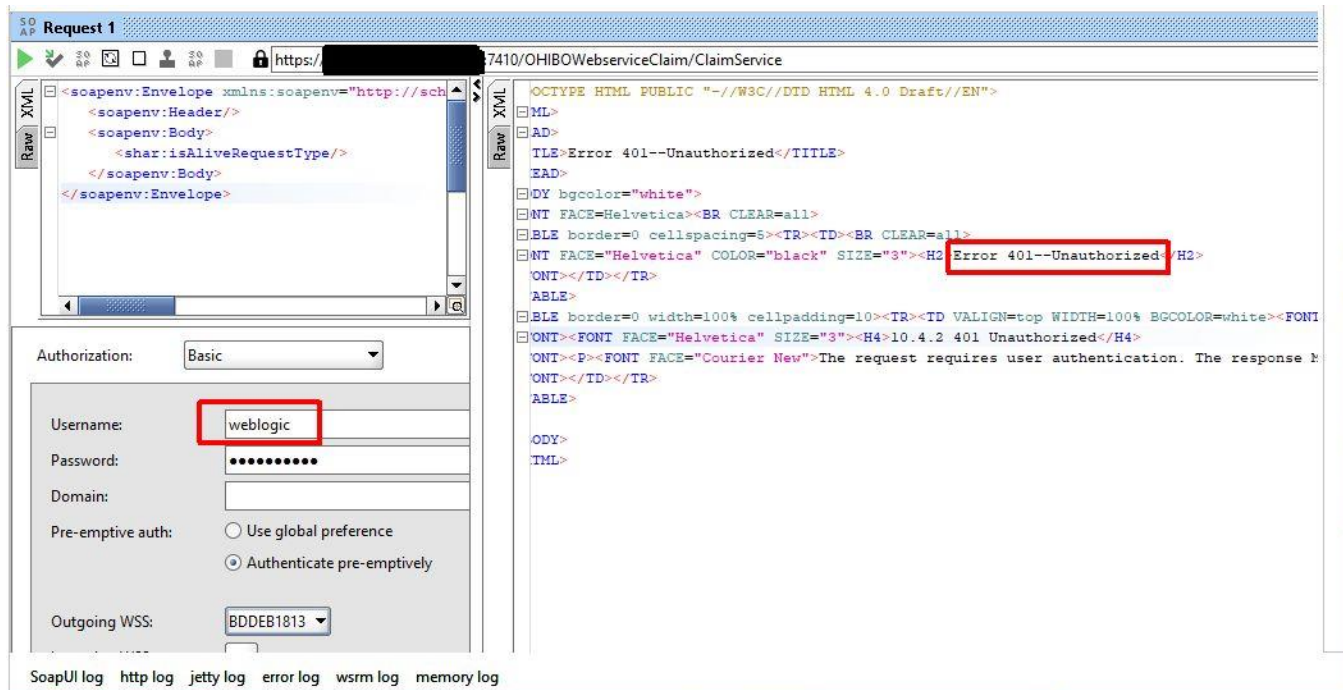 SO AP Request 1
https:/ :7410/OHIBOWebserviceClaim/ClaimService
XML
Raw
<soapenv:Envelope xmlns:soapenv="http://sch
<soapenv:Header/>
<soapenv:Body>
<shar:isAliveRequestType/>
</soapenv:Body>
</soapenv:Envelope>
XML
Raw
OCTYPE HTML PUBLIC "-//W3C//DTD HTML 4.0 Draft//EN">
ML>
AD>
TLE>Error 401--Unauthorized</TITLE>
EAD>
DY bgcolor="white">
NT FACE=Helvetica><BR CLEAR=all>
BLE border=0 cellspacing=5><TR><TD><BR CLEAR=all>
NT FACE="Helvetica" COLOR="black" SIZE="3"><H2>Error 401--Unauthorized</H2>
ONT></TD></TR>
ABLE>
BLE border=0 width=100% cellpadding=10><TR><TD VALIGN=top WIDTH=100% BGCOLOR=white><FONT
ONT><FONT FACE="Helvetica" SIZE="3"><H4>10.4.2 401 Unauthorized</H4>
ONT><P><FONT FACE="Courier New">The request requires user authentication. The response M
ONT></TD></TR>
ABLE>
ODY>
TML>
Authorization: Basic
Username: weblogic
Password: ••••••••••
Domain:
Pre-emptive auth: Use global preference
Authenticate pre-emptively
Outgoing WSS: BDDEB1813
SoapUI log http log jetty log error log wsrm log memory log